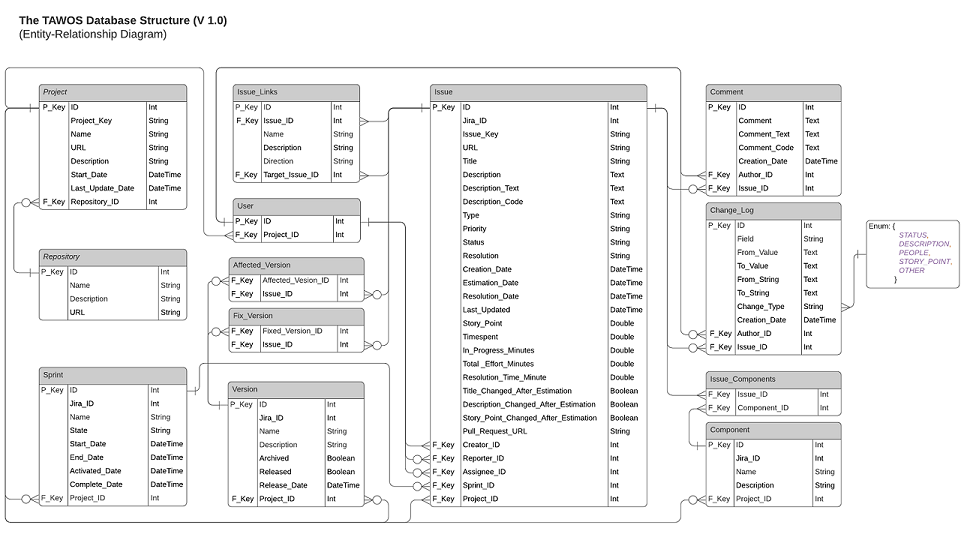 The TAWOS Database Structure (V 1.0)
(Entity-Relationship Diagram)
Project
P_Key ID Int
Project_Key String
Name String
URL String
Description String
Start_Date DateTime
Last_Update_Date DateTime
F_Key Repository_ID Int
Repository
P_Key ID Int
Name String
Description String
URL String
Sprint
P_Key ID Int
Jira_ID Int
Name String
State String
Start_Date DateTime
End_Date DateTime
Activated_Date DateTime
Complete_Date DateTime
F_Key Project_ID Int
Issue_Links
P_Key ID Int
F_Key Issue_ID Int
Name String
Description String
Direction String
F_Key Target_Issue_ID Int
User
P_Key ID Int
F_Key Project_ID Int
Affected_Version
F_Key Affected_Version_ID Int
F_Key Issue_ID Int
Fix_Version
F_Key Fixed_Version_ID Int
F_Key Issue_ID Int
Version
P_Key ID Int
Jira_ID Int
Name String
Description String
Archived Boolean
Released Boolean
Release_Date DateTime
F_Key Project_ID Int
Issue
P_Key ID Int
Jira_ID Int
Issue_Key String
URL String
Title String
Description Text
Description_Text Text
Description_Code Text
Type String
Priority String
Status String
Resolution String
Creation_Date DateTime
Estimation_Date DateTime
Resolution_Date DateTime
Last_Updated DateTime
Story_Point Double
Timespent Double
In_Progress_Minutes Double
Total _Effort_Minutes Double
Resolution_Time_Minute Double
Title_Changed_After_Estimation Boolean
Description_Changed_After_Estimation Boolean
Story_Point_Changed_After_Estimation Boolean
Pull_Request_URL String
F_Key Creator_ID Int
F_Key Reporter_ID Int
F_Key Assignee_ID Int
F_Key Sprint_ID Int
F_Key Project_ID Int
Comment
P_Key ID Int
Comment Text
Comment_Text Text
Comment_Code Text
Creation_Date DateTime
F_Key Author_ID Int
F_Key Issue_ID Int
Change_Log
P_Key ID Int
Field String
From_Value Text
To_Value Text
From_String Text
To_String Text
Change_Type String
Creation_Date DateTime
F_Key Author_ID Int
F_Key Issue_ID Int
Issue_Components
F_Key Issue_ID Int
F_Key Component_ID Int
Component
P_Key ID Int
Jira_ID Int
Name String
Description String
F_Key Project_ID Int
Enum: {
STATUS,
DESCRIPTION,
PEOPLE,
STORY_POINT,
OTHER
}